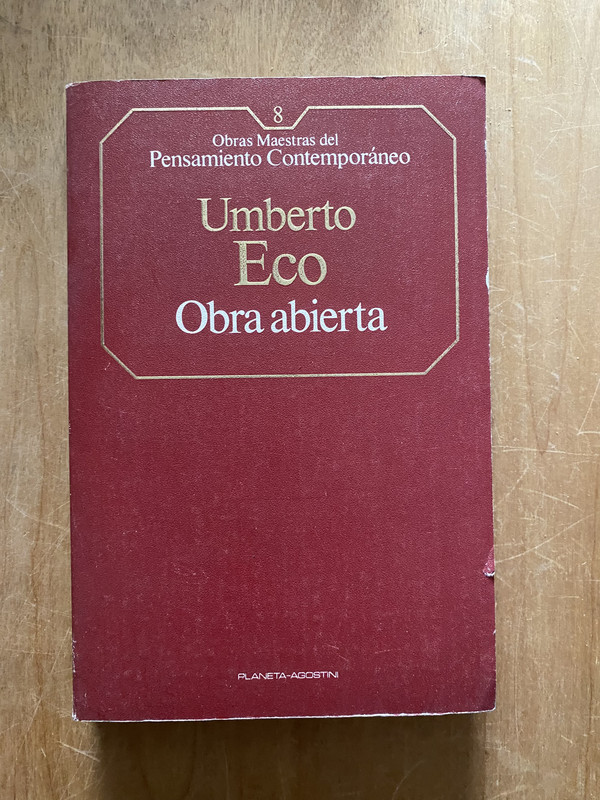 8
Obras Maestras del
Pensamiento Contemporáneo
Umberto
Eco
Obra abierta
PLANETA-AGOSTINI